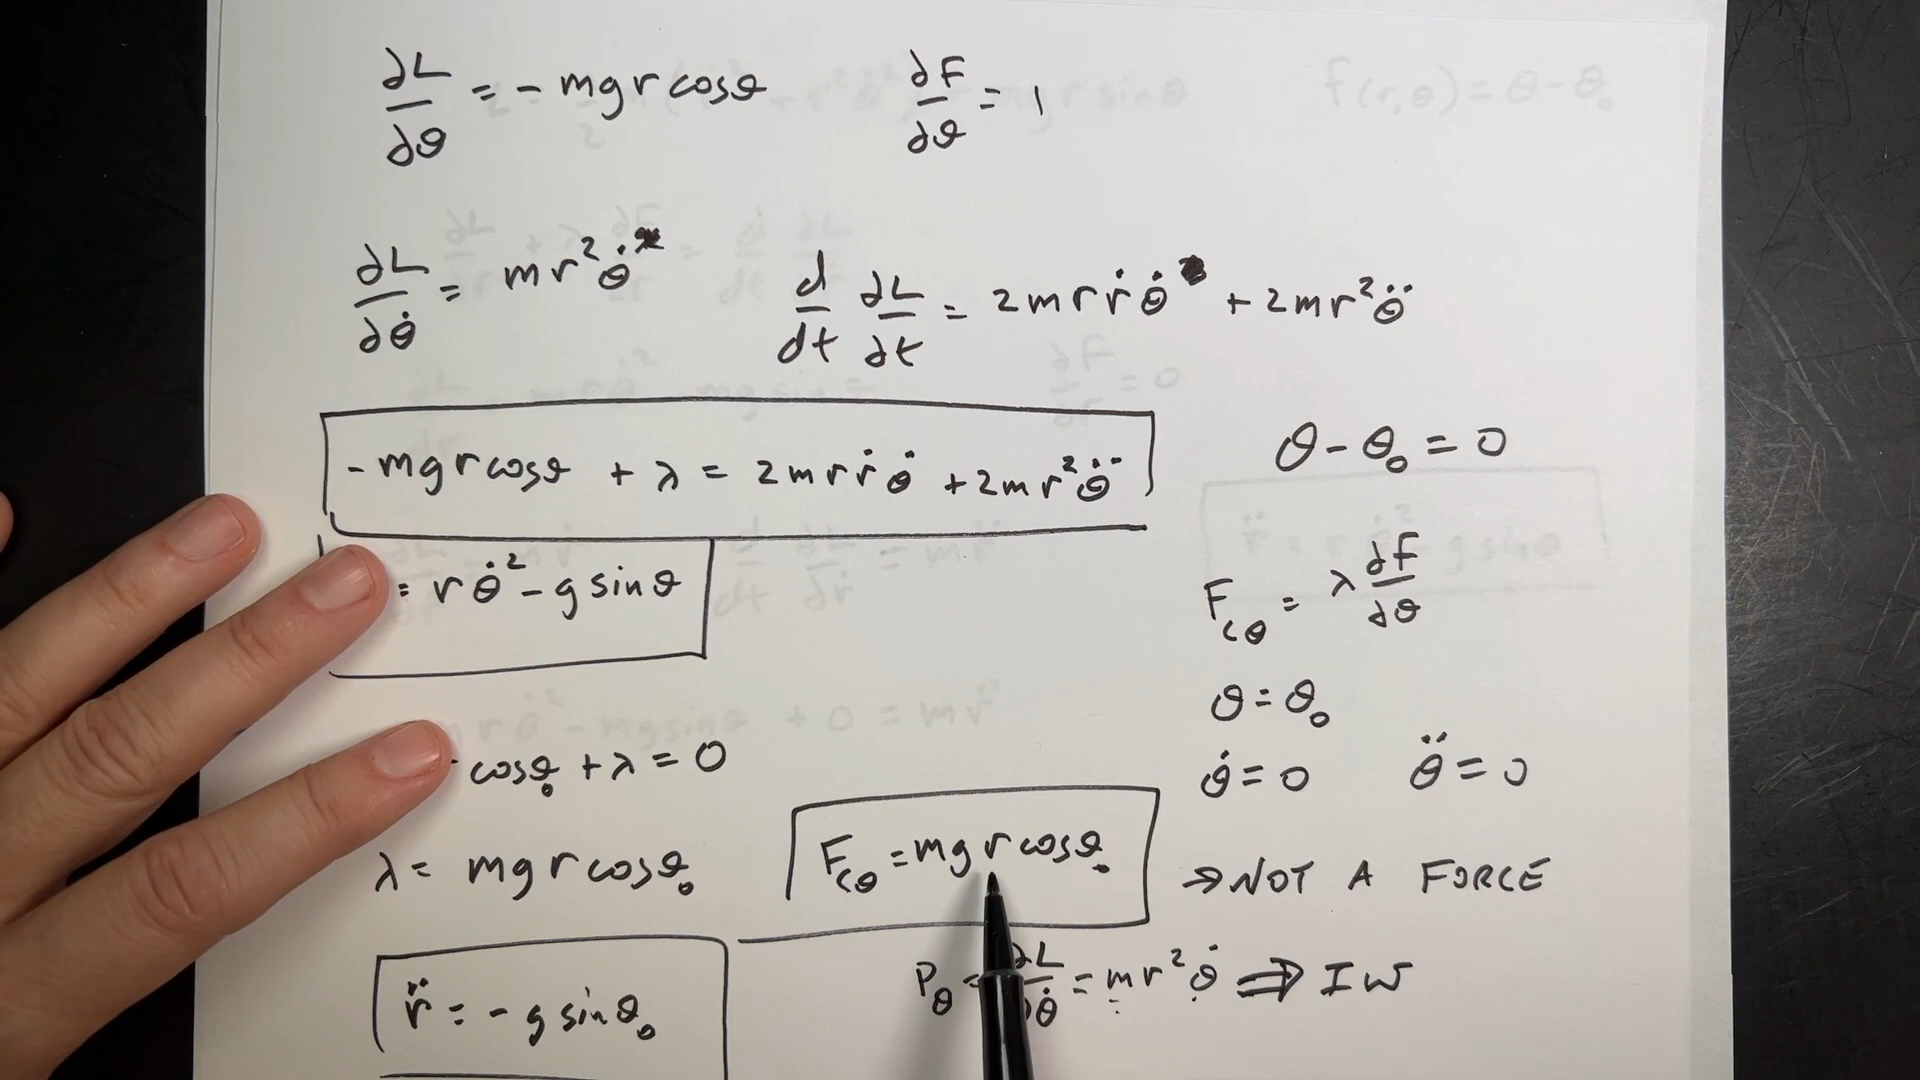 ∂L/∂θ = - mgr cosθ    ∂F/∂θ = 1
∂L/∂θ̇ = mr²θ̇    d/dt ∂L/∂t = 2mrṙθ̇ + 2mr²θ̈
-mgr cosθ + λ = 2mrṙθ̇ + 2mr²θ̈    θ - θ₀ = 0
= rθ̇² - g sinθ    F_cθ = λ ∂F/∂θ
θ = θ₀
cosθ₀ + λ = 0    θ̇ = 0    θ̈ = 0
λ = mgr cosθ₀    F_cθ = mgr cosθ₀    → NOT A FORCE
r̈ = - g sinθ₀    P_θ = ∂L/∂θ̇ = mr²θ̇ ⇒ Iω